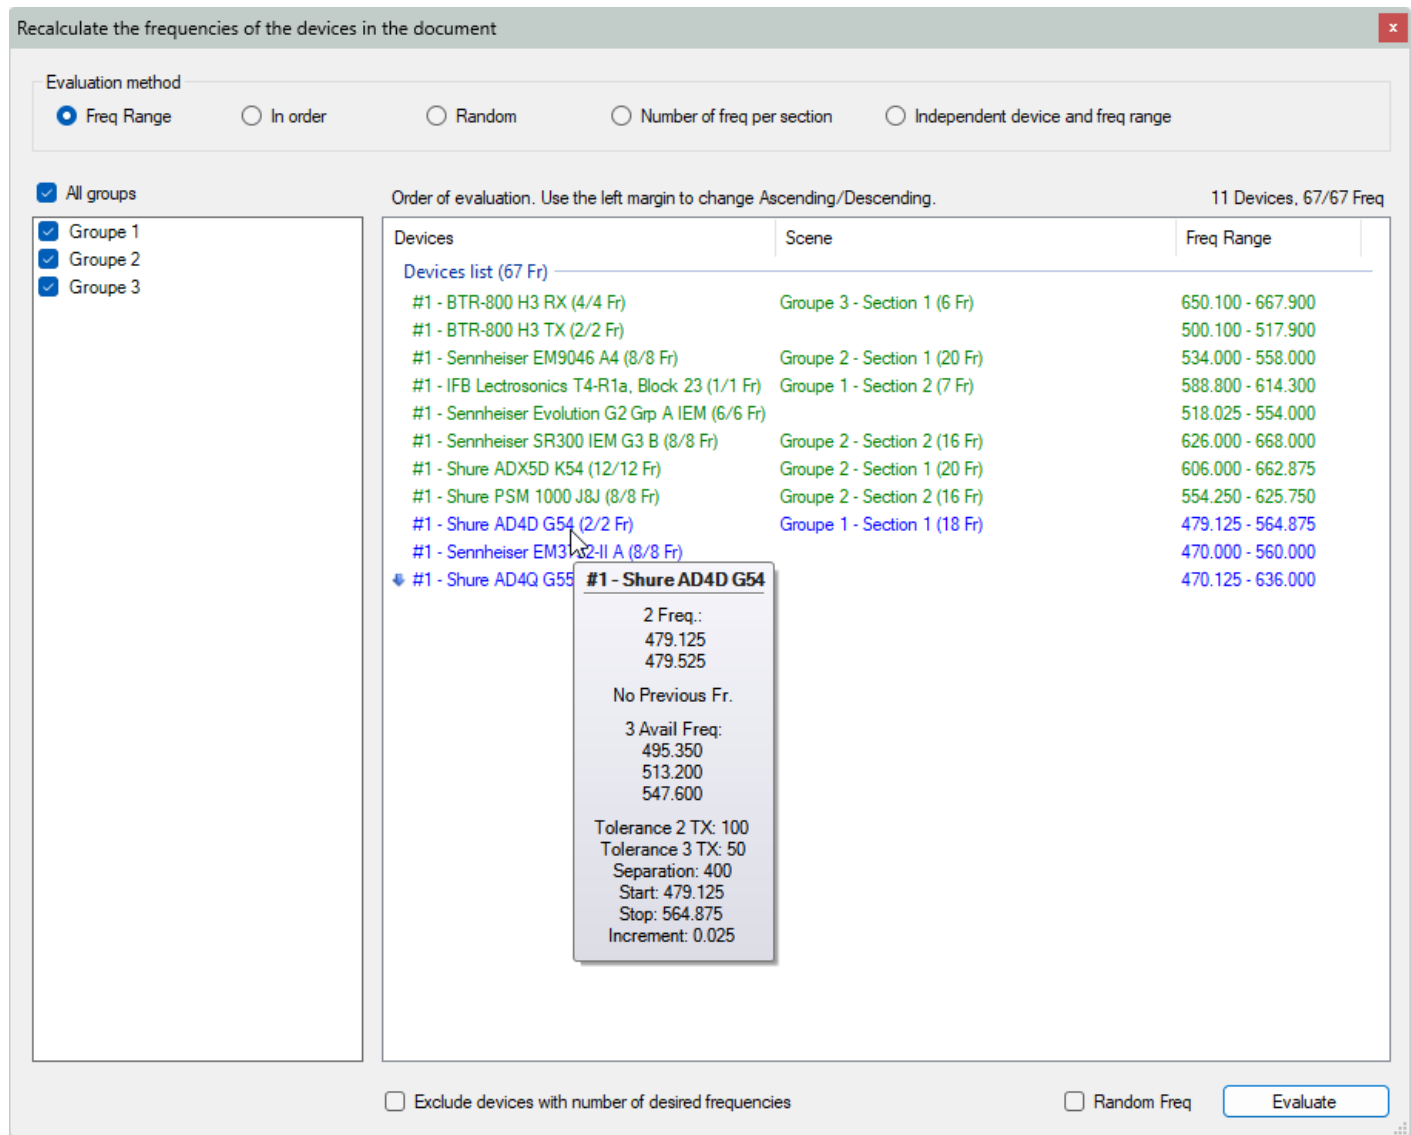 Recalculate the frequencies of the devices in the document
x
Evaluation method
Freq Range In order Random Number of freq per section Independent device and freq range
All groups
Groupe 1
Groupe 2
Groupe 3
Order of evaluation. Use the left margin to change Ascending/Descending. 11 Devices, 67/67 Freq
Devices Scene Freq Range
Devices list (67 Fr)
#1 - BTR-800 H3 RX (4/4 Fr) Groupe 3 - Section 1 (6 Fr) 650.100 - 667.900
#1 - BTR-800 H3 TX (2/2 Fr) 500.100 - 517.900
#1 - Sennheiser EM9046 A4 (8/8 Fr) Groupe 2 - Section 1 (20 Fr) 534.000 - 558.000
#1 - IFB Lectrosonics T4-R1a, Block 23 (1/1 Fr) Groupe 1 - Section 2 (7 Fr) 588.800 - 614.300
#1 - Sennheiser Evolution G2 Grp A IEM (6/6 Fr) 518.025 - 554.000
#1 - Sennheiser SR300 IEM G3 B (8/8 Fr) Groupe 2 - Section 2 (16 Fr) 626.000 - 668.000
#1 - Shure ADX5D K54 (12/12 Fr) Groupe 2 - Section 1 (20 Fr) 606.000 - 662.875
#1 - Shure PSM 1000 J8J (8/8 Fr) Groupe 2 - Section 2 (16 Fr) 554.250 - 625.750
#1 - Shure AD4D G54 (2/2 Fr) Groupe 1 - Section 1 (18 Fr) 479.125 - 564.875
#1 - Sennheiser 2-II A (8/8 Fr) 470.000 - 560.000
#1 - Shure AD4Q G55 470.125 - 636.000
#1 - Shure AD4D G54
2 Freq.:
479.125
479.525
No Previous Fr.
3 Avail Freq:
495.350
513.200
547.600
Tolerance 2 TX: 100
Tolerance 3 TX: 50
Separation: 400
Start: 479.125
Stop: 564.875
Increment: 0.025
Exclude devices with number of desired frequencies Random Freq Evaluate